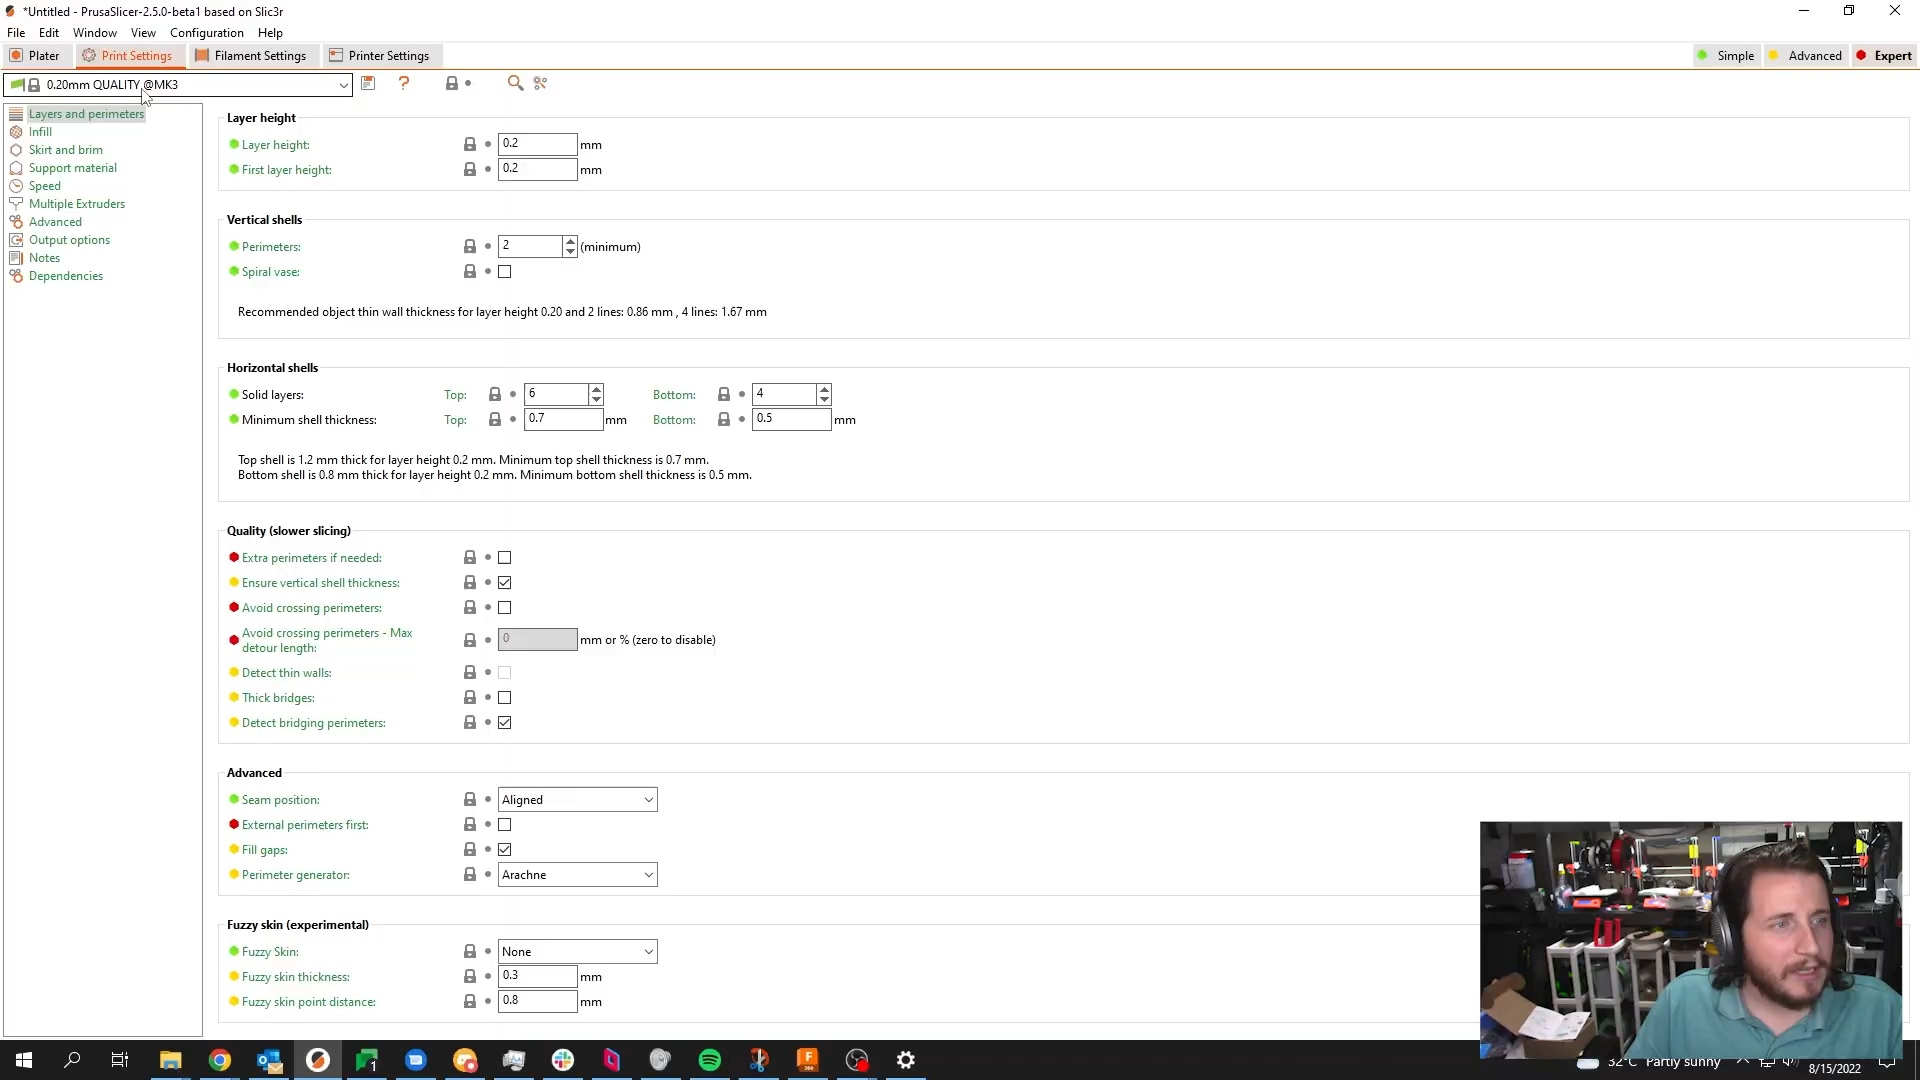 *Untitled - PrusaSlicer-2.5.0-beta1 based on Slic3r
File Edit Window View Configuration Help
Plater Print Settings Filament Settings Printer Settings Simple Advanced Expert
0.20mm QUALITY @MK3 ?
Layers and perimeters
Infill
Skirt and brim
Support material
Speed
Multiple Extruders
Advanced
Output options
Notes
Dependencies
Layer height
Layer height: 0.2 mm
First layer height: 0.2 mm
Vertical shells
Perimeters: 2 (minimum)
Spiral vase:
Recommended object thin wall thickness for layer height 0.20 and 2 lines: 0.86 mm , 4 lines: 1.67 mm
Horizontal shells
Solid layers: Top: 6 Bottom: 4
Minimum shell thickness: Top: 0.7 mm Bottom: 0.5 mm
Top shell is 1.2 mm thick for layer height 0.2 mm. Minimum top shell thickness is 0.7 mm.
Bottom shell is 0.8 mm thick for layer height 0.2 mm. Minimum bottom shell thickness is 0.5 mm.
Quality (slower slicing)
Extra perimeters if needed:
Ensure vertical shell thickness:
Avoid crossing perimeters:
Avoid crossing perimeters - Max
detour length: 0 mm or % (zero to disable)
Detect thin walls:
Thick bridges:
Detect bridging perimeters:
Advanced
Seam position: Aligned
External perimeters first:
Fill gaps:
Perimeter generator: Arachne
Fuzzy skin (experimental)
Fuzzy Skin: None
Fuzzy skin thickness: 0.3 mm
Fuzzy skin point distance: 0.8 mm
32°C Partly sunny
8/15/2022